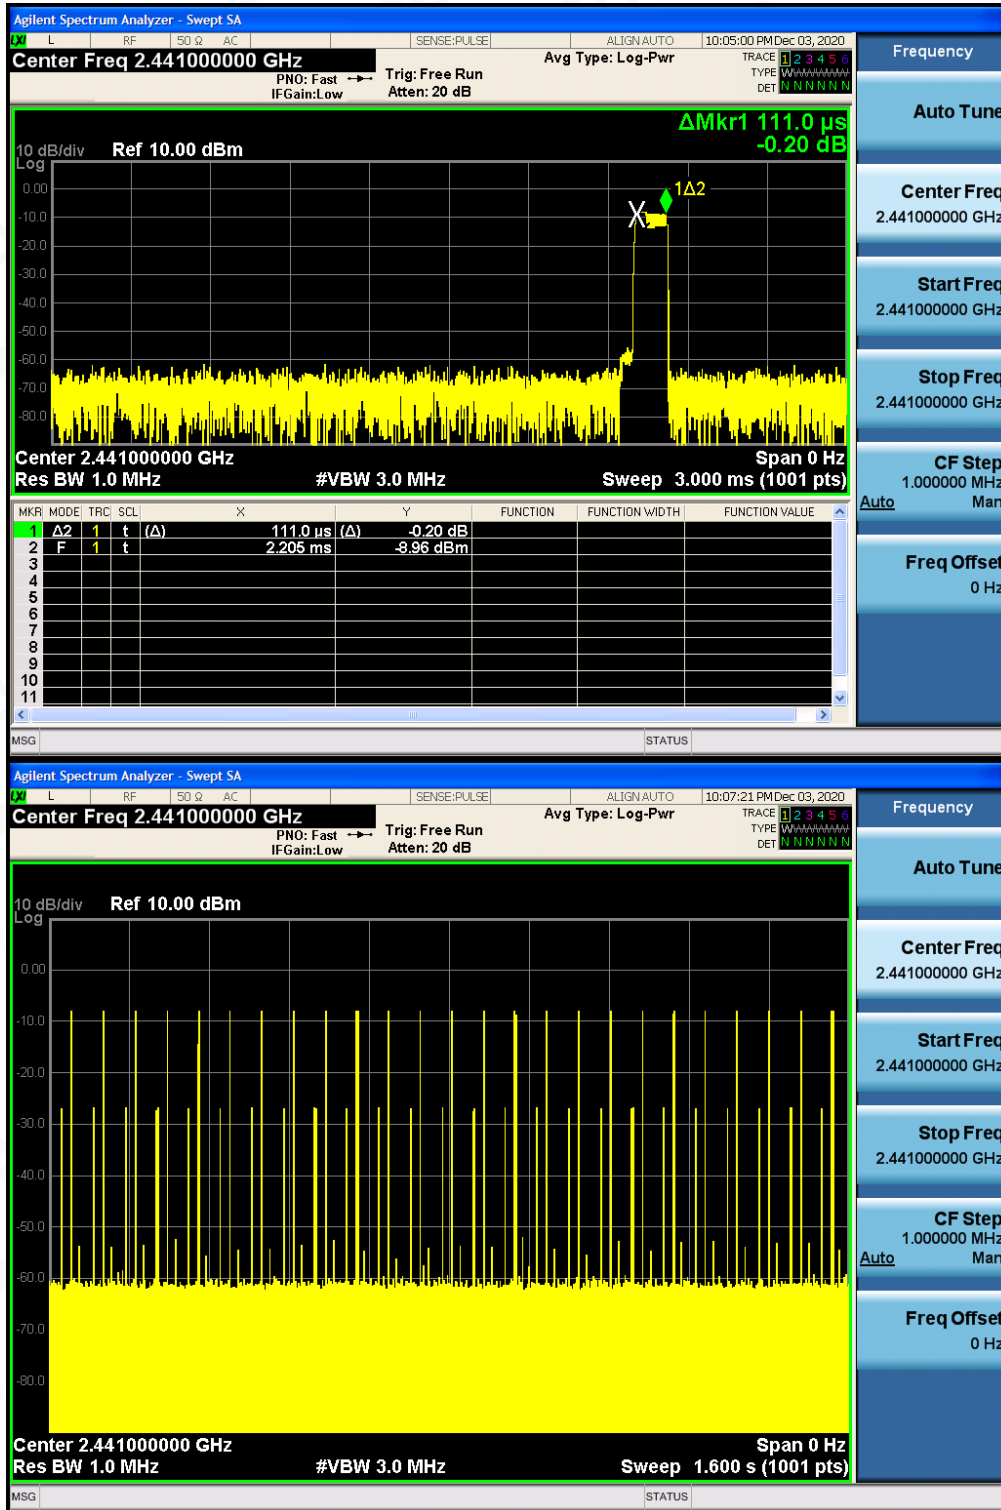 Agilent Spectrum Analyzer - Swept SA
LXI L RF 50 Ω AC SENSE:PULSE ALIGN AUTO 10:05:00 PM Dec 03, 2020
Center Freq 2.441000000 GHz
Avg Type: Log-Pwr
TRACE 1 2 3 4 5 6
PNO: Fast
Trig: Free Run
TYPE W
IFGain:Low
Atten: 20 dB
DET N N N N N N
ΔMkr1 111.0 µs
-0.20 dB
10 dB/div Ref 10.00 dBm
Log
0.00
-10.0
-20.0
-30.0
-40.0
-50.0
-60.0
-70.0
-80.0
1Δ2
X
Center 2.441000000 GHz Span 0 Hz
Res BW 1.0 MHz #VBW 3.0 MHz Sweep 3.000 ms (1001 pts)
MKR MODE TRC SCL X Y FUNCTION FUNCTION WIDTH FUNCTION VALUE
1 Δ2 1 t (Δ) 111.0 µs (Δ) -0.20 dB
2 F 1 t 2.205 ms -8.96 dBm
3
4
5
6
7
8
9
10
11
MSG STATUS
Frequency
Auto Tune
Center Freq
2.441000000 GHz
Start Freq
2.441000000 GHz
Stop Freq
2.441000000 GHz
CF Step
1.000000 MHz
Auto Man
Freq Offset
0 Hz
Agilent Spectrum Analyzer - Swept SA
LXI L RF 50 Ω AC SENSE:PULSE ALIGN AUTO 10:07:21 PM Dec 03, 2020
Center Freq 2.441000000 GHz
Avg Type: Log-Pwr
TRACE 1 2 3 4 5 6
PNO: Fast
Trig: Free Run
TYPE W
IFGain:Low
Atten: 20 dB
DET N N N N N N
10 dB/div Ref 10.00 dBm
Log
0.00
-10.0
-20.0
-30.0
-40.0
-50.0
-60.0
-70.0
-80.0
Center 2.441000000 GHz Span 0 Hz
Res BW 1.0 MHz #VBW 3.0 MHz Sweep 1.600 s (1001 pts)
MSG STATUS
Frequency
Auto Tune
Center Freq
2.441000000 GHz
Start Freq
2.441000000 GHz
Stop Freq
2.441000000 GHz
CF Step
1.000000 MHz
Auto Man
Freq Offset
0 Hz